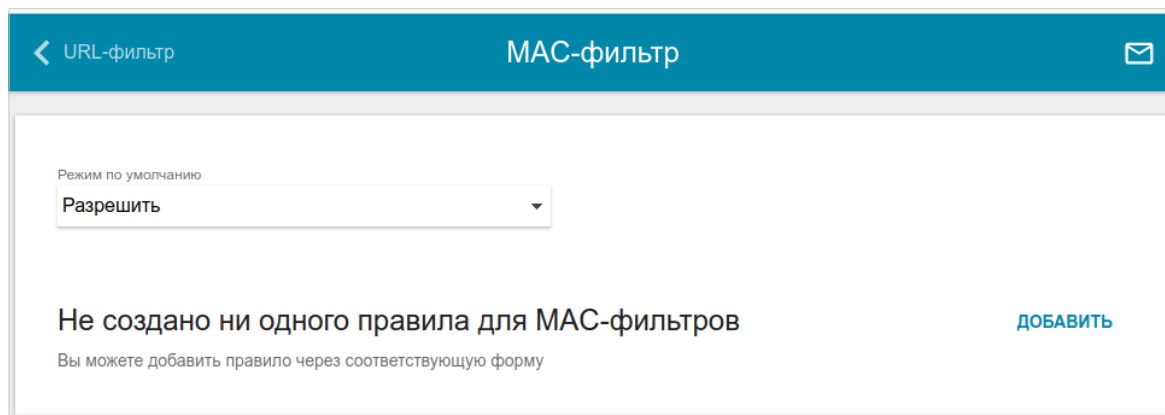 URL-фильтр
MAC-фильтр
Режим по умолчанию
Разрешить
Не создано ни одного правила для MAC-фильтров
ДОБАВИТЬ
Вы можете добавить правило через соответствующую форму